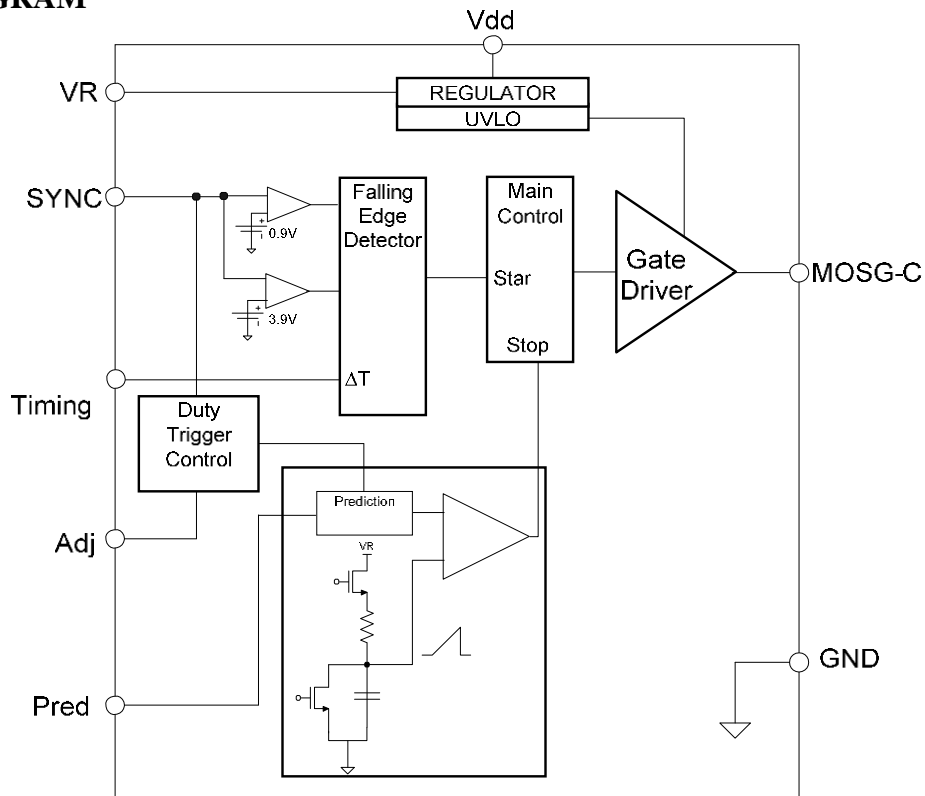 GRAM
Vdd
VR
REGULATOR
UVLO
SYNC
0.9V
3.9V
Falling
Edge
Detector
ΔT
Main
Control
Star
Stop
Gate
Driver
MOSG-C
Timing
Duty
Trigger
Control
Prediction
VR
Adj
Pred
GND